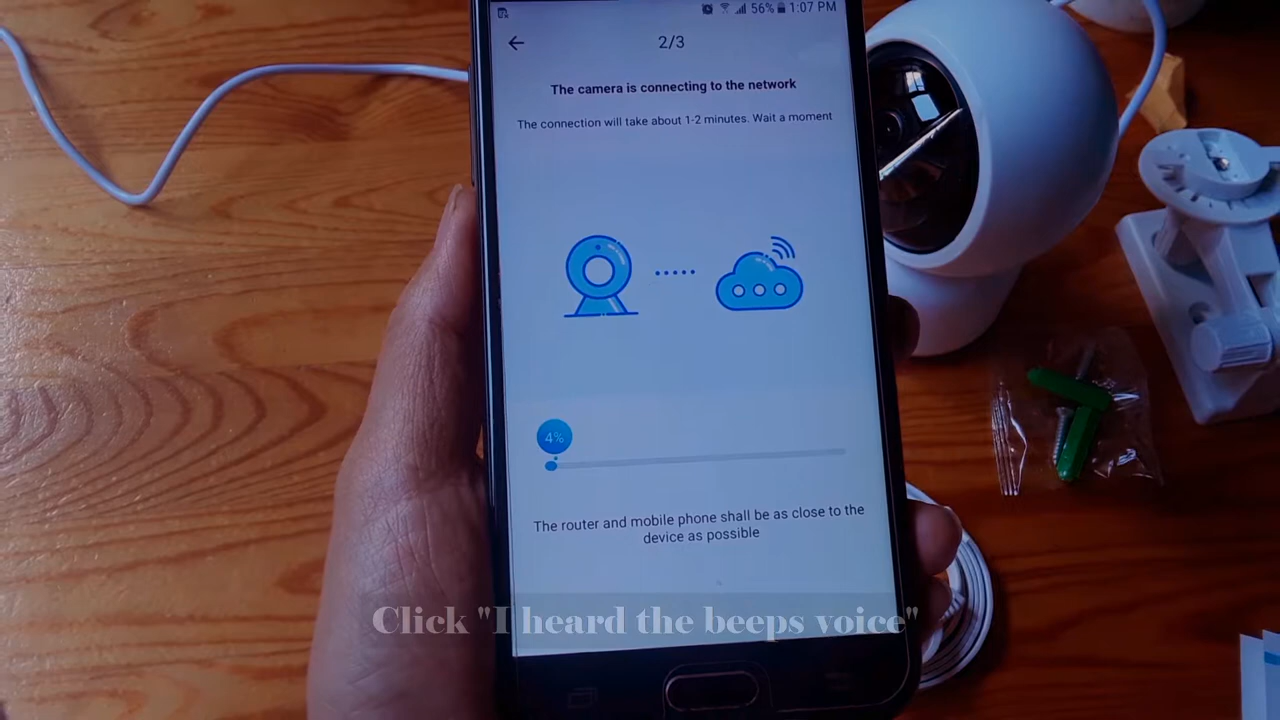 56% 1:07 PM
2/3
The camera is connecting to the network
The connection will take about 1-2 minutes. Wait a moment
4%
The router and mobile phone shall be as close to the
device as possible
Click "I heard the beeps voice"